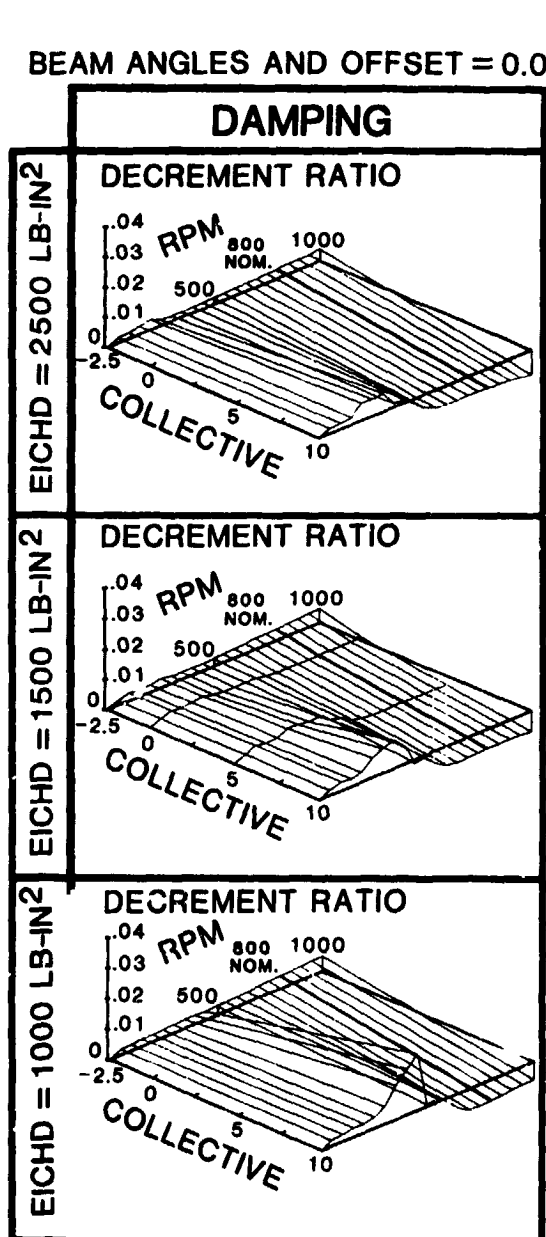 BEAM ANGLES AND OFFSET = 0.0
DAMPING
EICHD = 2500 LB-IN²
DECREMENT RATIO
.04
.03
.02
.01
0
RPM
500
800
NOM.
1000
-2.5
0
5
10
COLLECTIVE
EICHD = 1500 LB-IN²
DECREMENT RATIO
.04
.03
.02
.01
0
RPM
500
800
NOM.
1000
-2.5
0
5
10
COLLECTIVE
EICHD = 1000 LB-IN²
DECREMENT RATIO
.04
.03
.02
.01
0
RPM
500
800
NOM.
1000
-2.5
0
5
10
COLLECTIVE